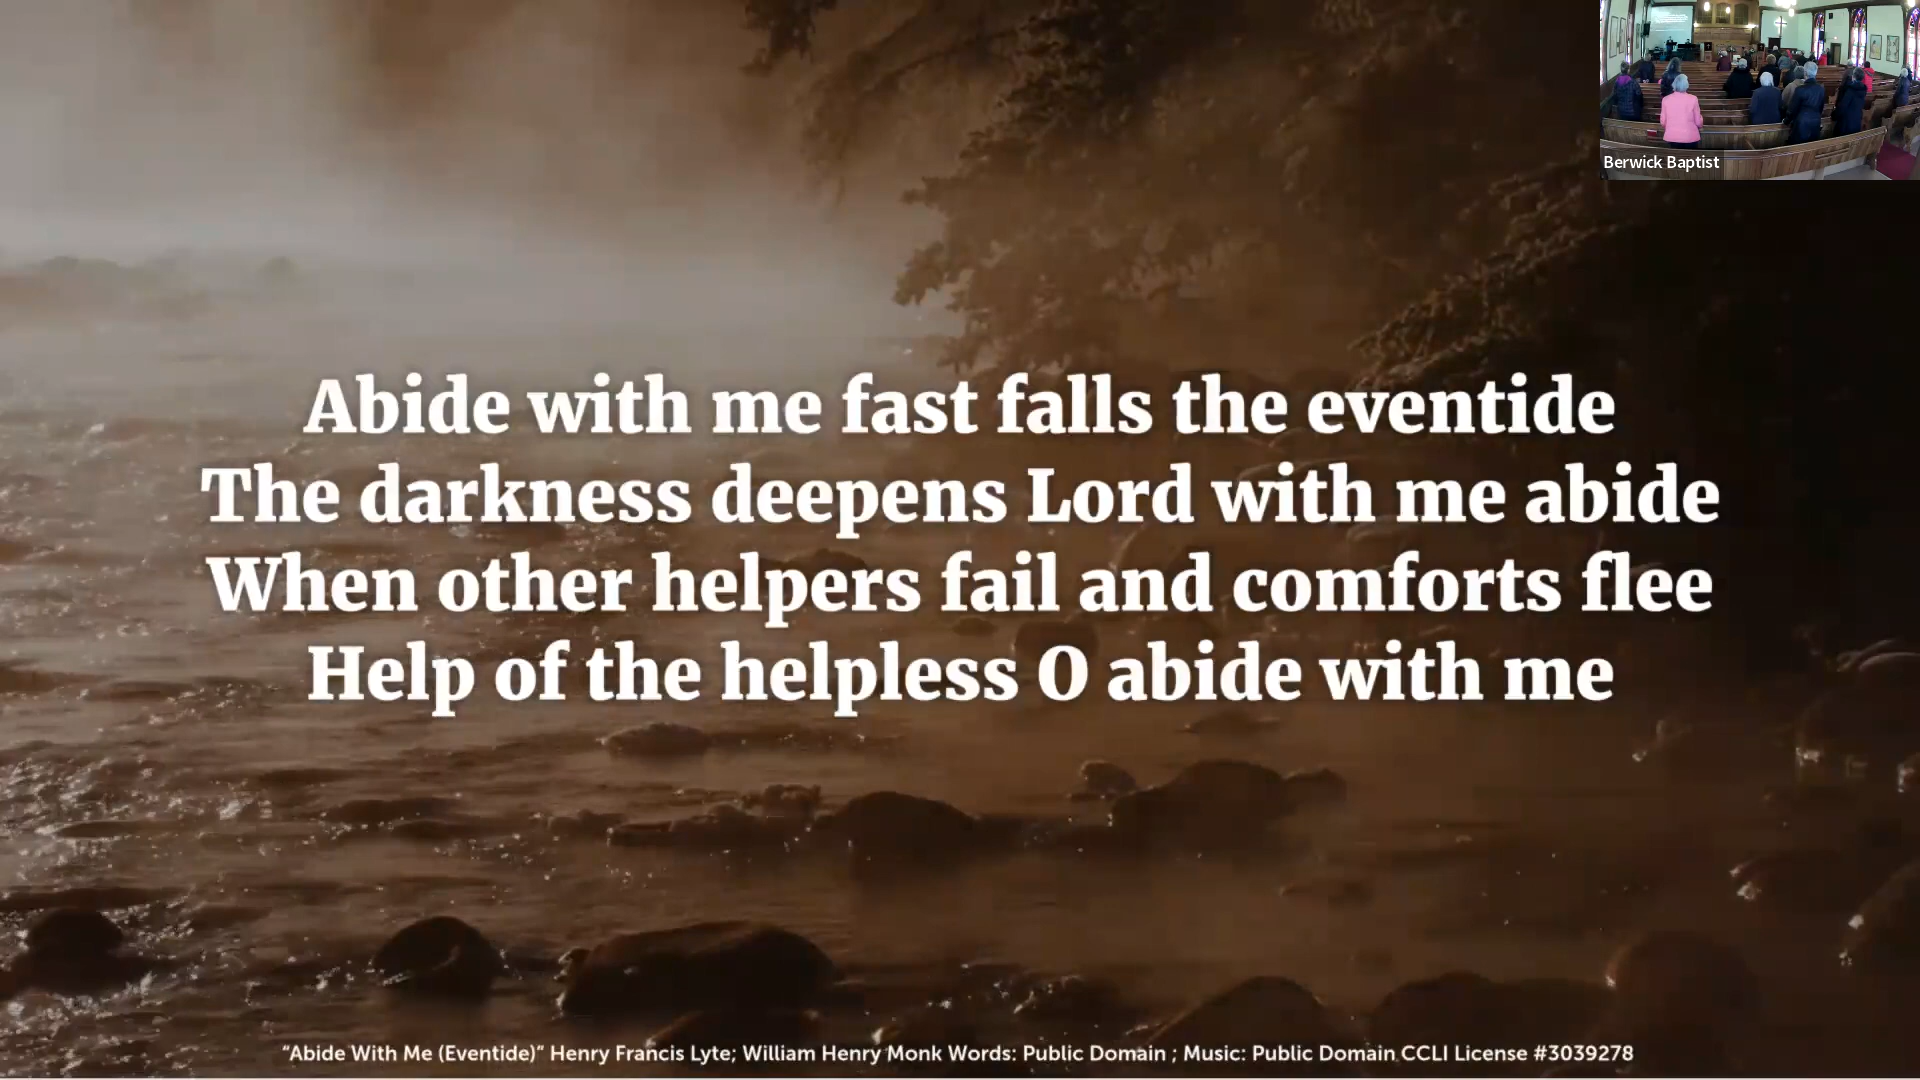 Berwick Baptist
Abide with me fast falls the eventide
The darkness deepens Lord with me abide
When other helpers fail and comforts flee
Help of the helpless O abide with me
“Abide With Me (Eventide)” Henry Francis Lyte; William Henry Monk Words: Public Domain ; Music: Public Domain CCLI License #3039278